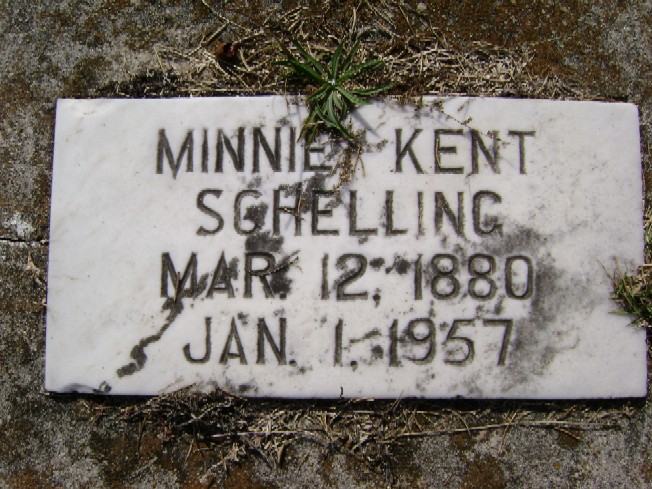 MINNIE KENT
SCHELLING
MAR. 12, 1880
JAN. 1, 1957